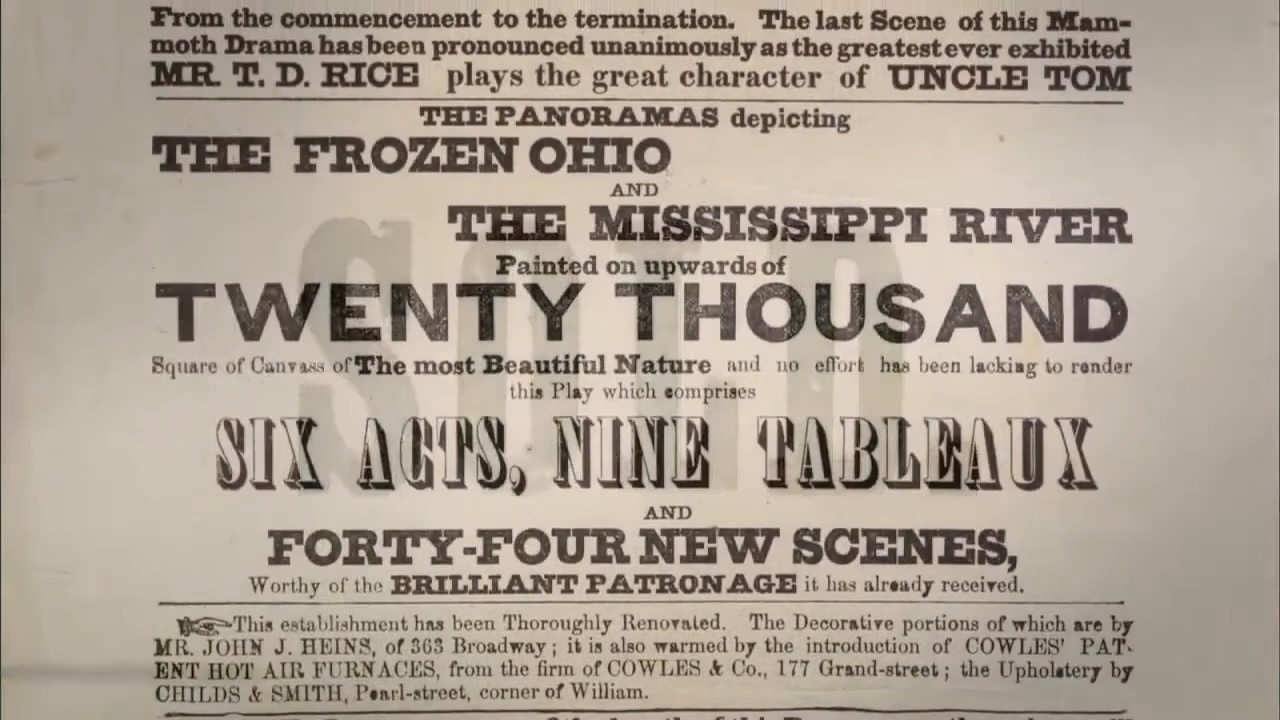 From the commencement to the termination. The last Scene of this Mam-
moth Drama has been pronounced unanimously as the greatest ever exhibited
MR. T. D. RICE plays the great character of UNCLE TOM
THE PANORAMAS depicting
THE FROZEN OHIO
AND
THE MISSISSIPPI RIVER
Painted on upwards of
TWENTY THOUSAND
Square of Canvass of The most Beautiful Nature and no effort has been lacking to render
this Play which comprises
SIX ACTS, NINE TABLEAUX
AND
FORTY-FOUR NEW SCENES,
Worthy of the BRILLIANT PATRONAGE it has already received.
This establishment has been Thoroughly Renovated. The Decorative portions of which are by
MR. JOHN J. HEINS, of 363 Broadway; it is also warmed by the introduction of COWLES' PAT-
ENT HOT AIR FURNACES, from the firm of COWLES & Co., 177 Grand-street; the Upholstery by
CHILDS & SMITH, Pearl-street, corner of William.
SOLD